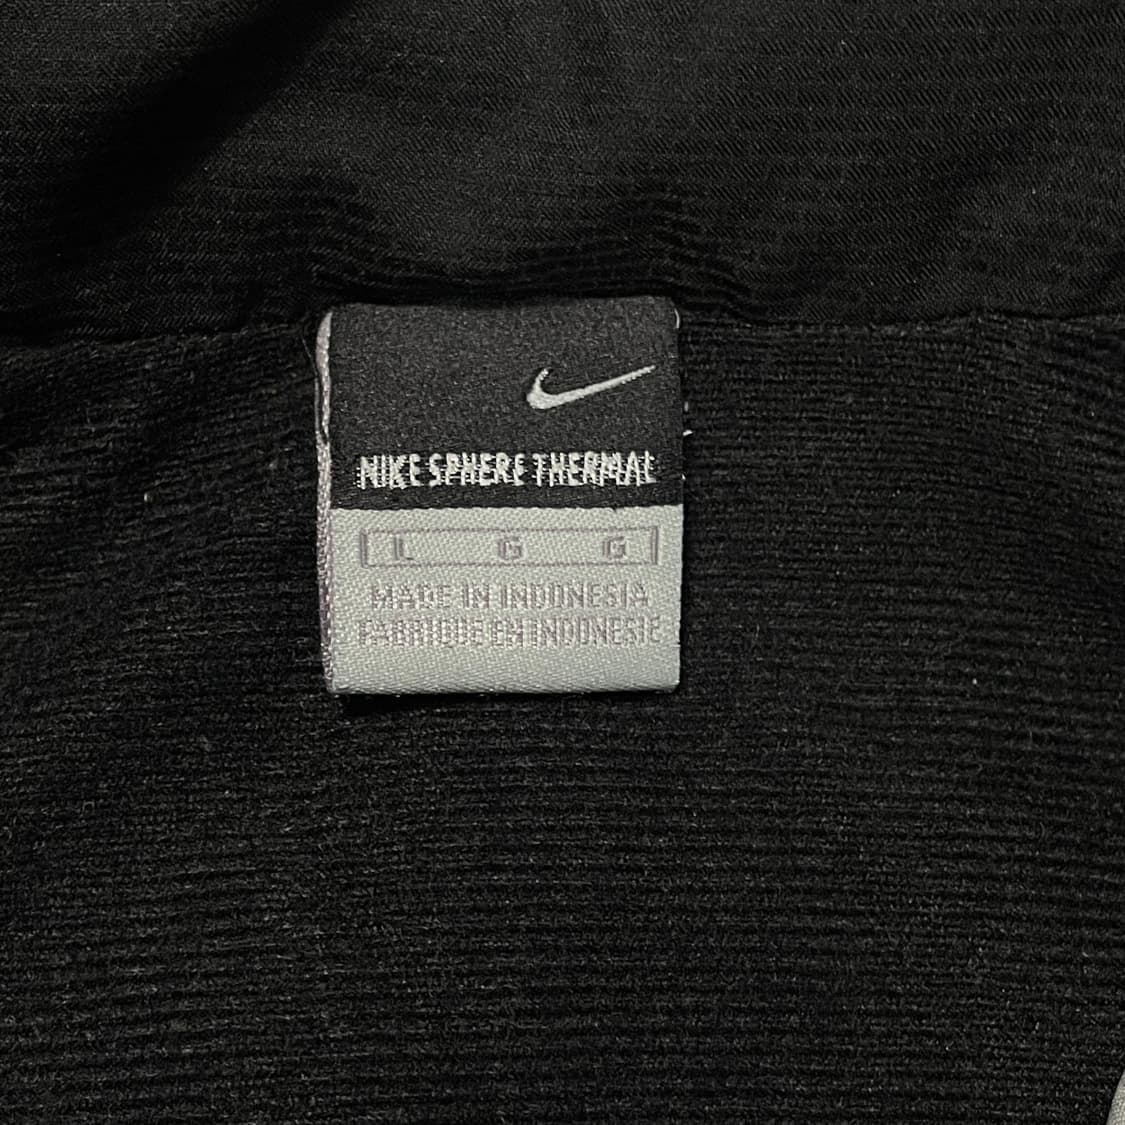 NIKE SPHERE THERMAL
L G G
MADE IN INDONESIA
FABRIQUE EN INDONESIE